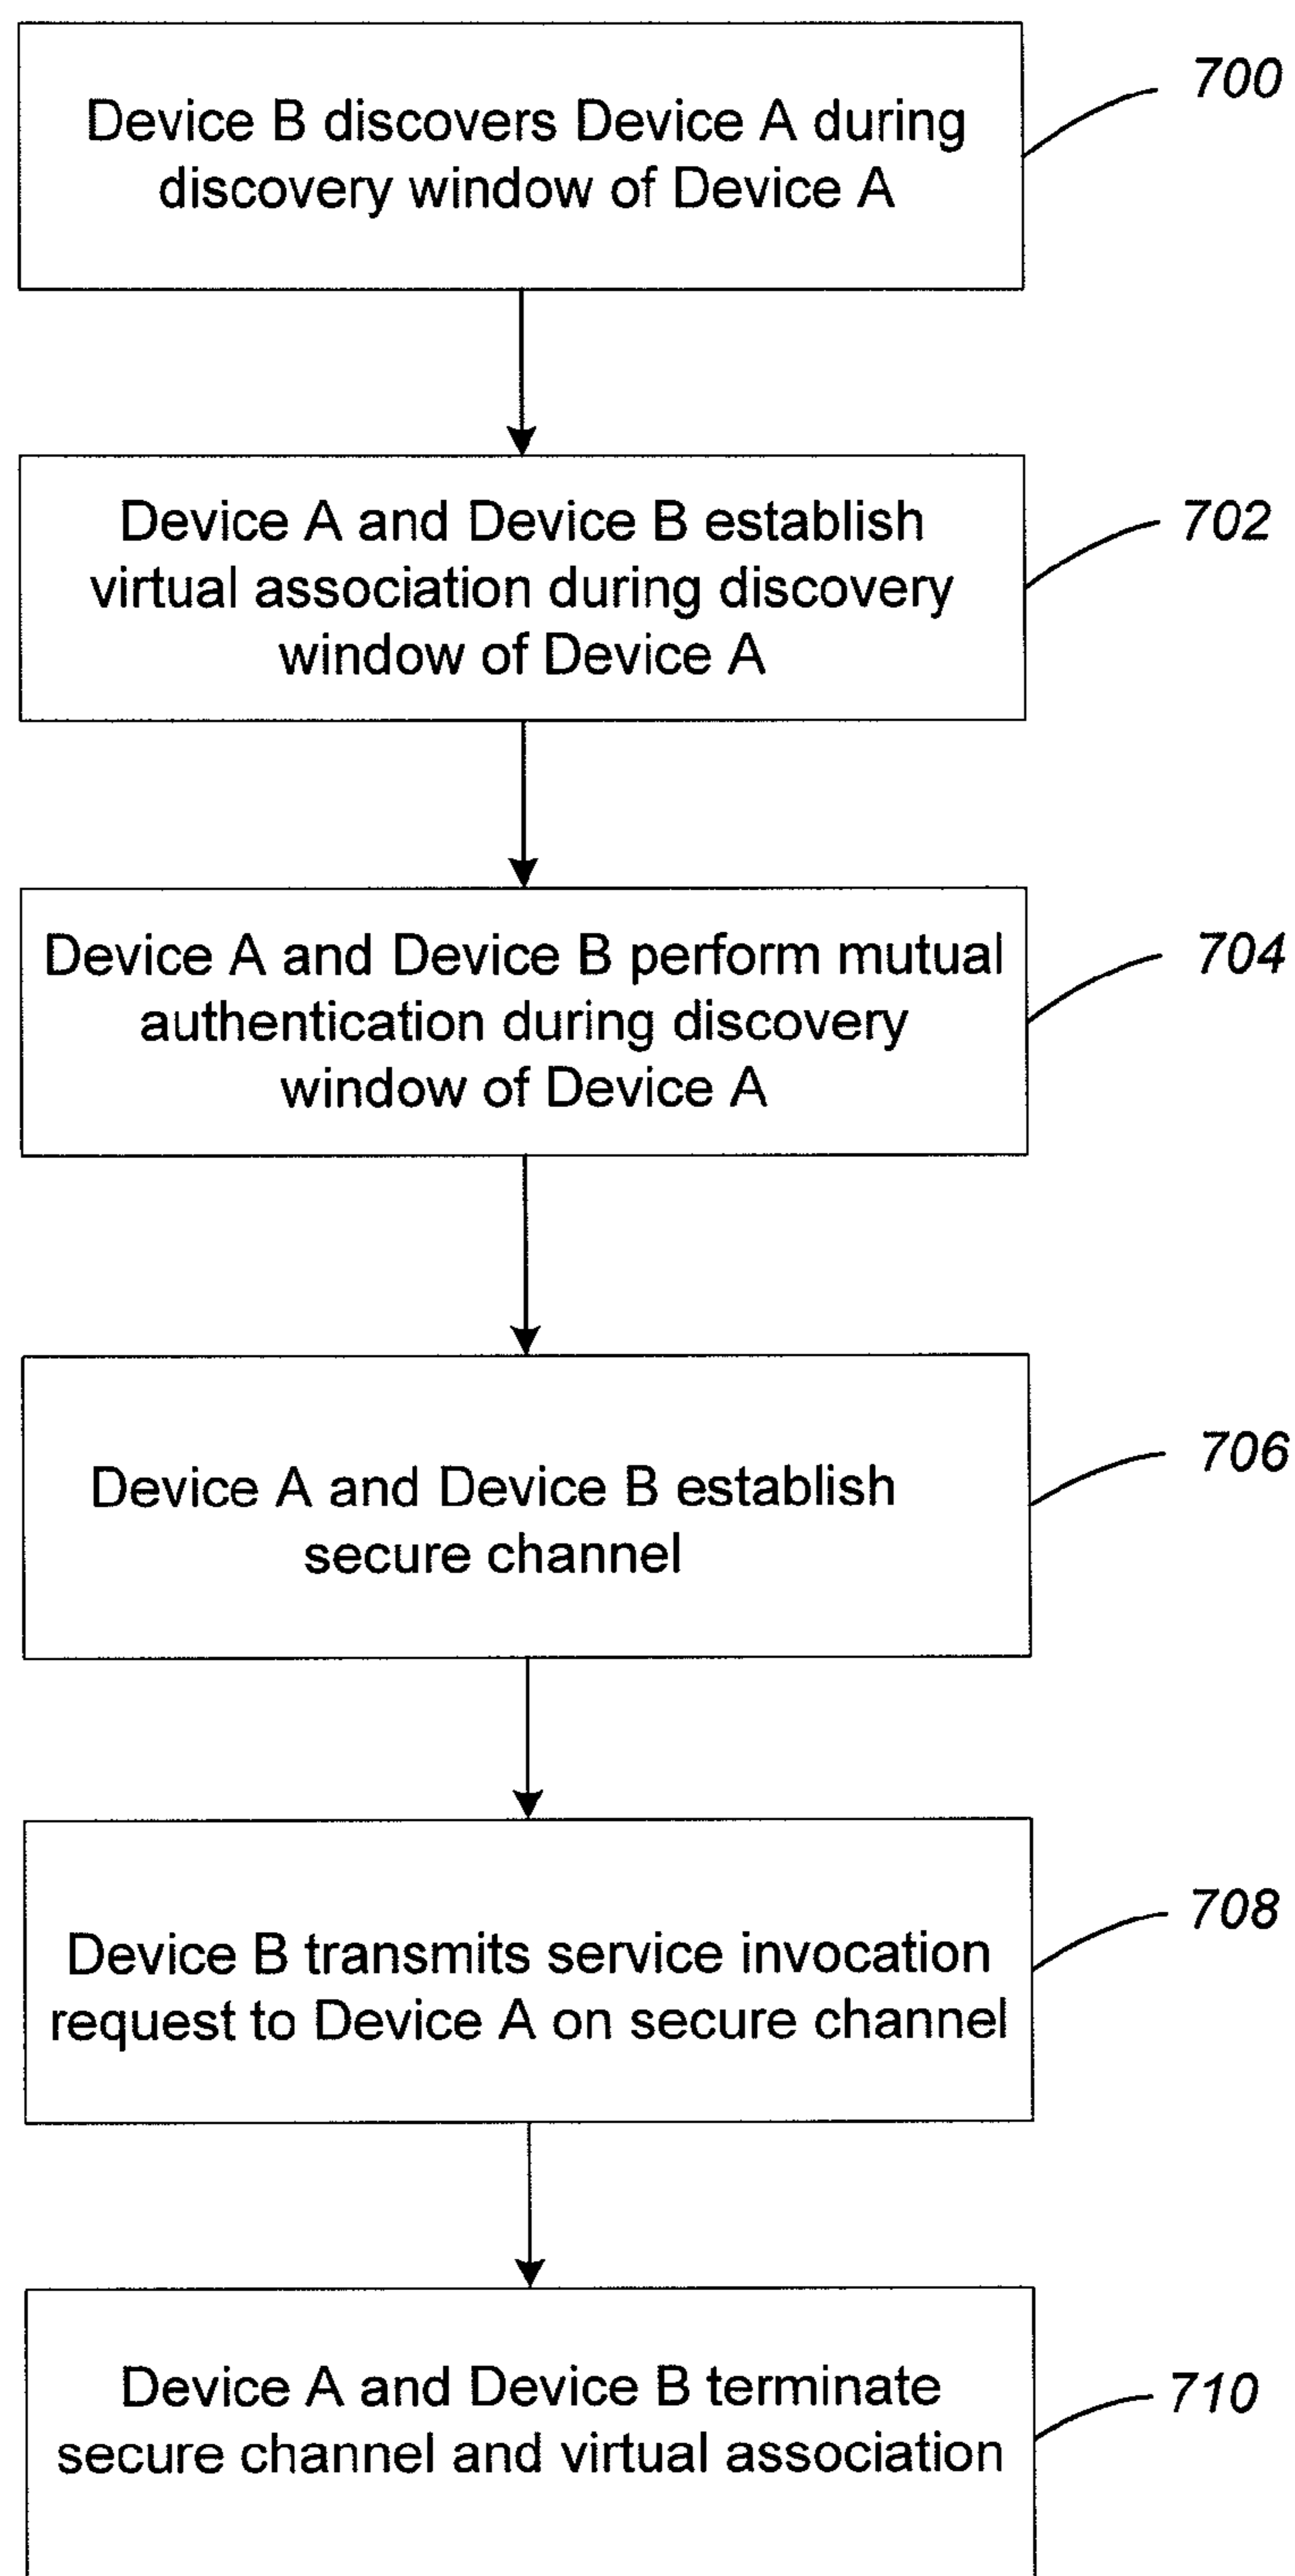 Device B discovers Device A during
discovery window of Device A
700
Device A and Device B establish
virtual association during discovery
window of Device A
702
Device A and Device B perform mutual
authentication during discovery
window of Device A
704
Device A and Device B establish
secure channel
706
Device B transmits service invocation
request to Device A on secure channel
708
Device A and Device B terminate
secure channel and virtual association
710